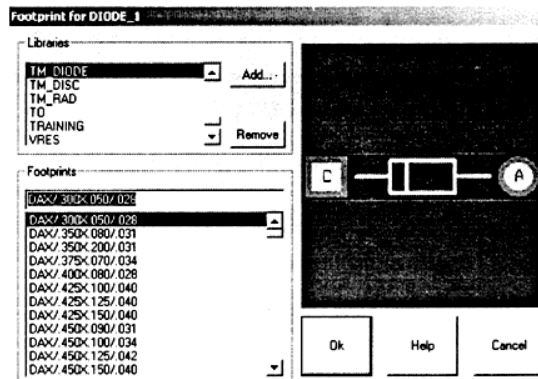 Footprint for DIODE_1
Libraries
TM_DIODE
TM_DISC
TM_RAD
TO
TRAINING
VRES
Add...
Remove
Footprints
DAX/.300X.050/.028
DAX/.300X.050/.028
DAX/.350X.080/.031
DAX/.350X.200/.031
DAX/.375X.070/.034
DAX/.400X.080/.028
DAX/.425X.100/.040
DAX/.425X.125/.040
DAX/.425X.150/.040
DAX/.450X.090/.031
DAX/.450X.100/.034
DAX/.450X.125/.042
DAX/.450X.150/.040
C
A
Ok
Help
Cancel